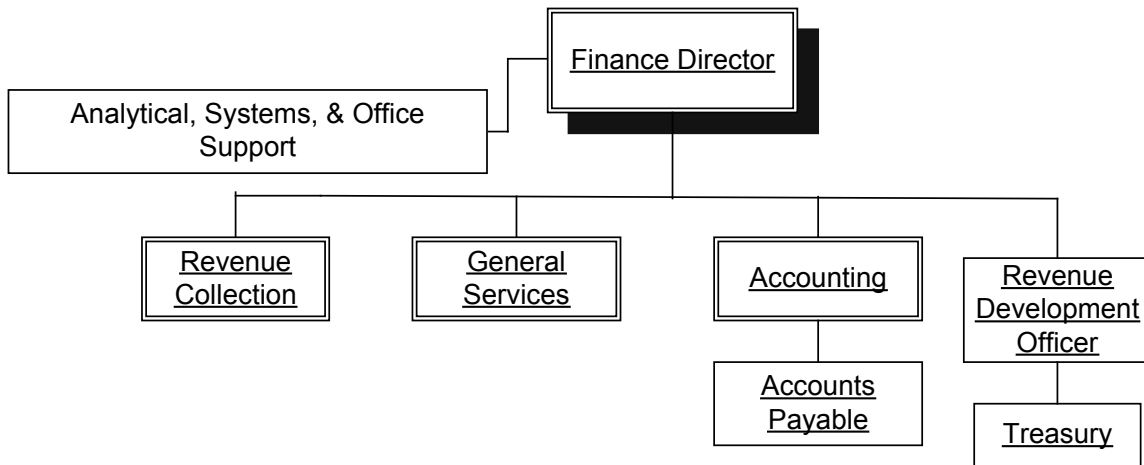 Finance Director
Analytical, Systems, & Office
Support
Revenue
Collection
General
Services
Accounting
Revenue
Development
Officer
Accounts
Payable
Treasury